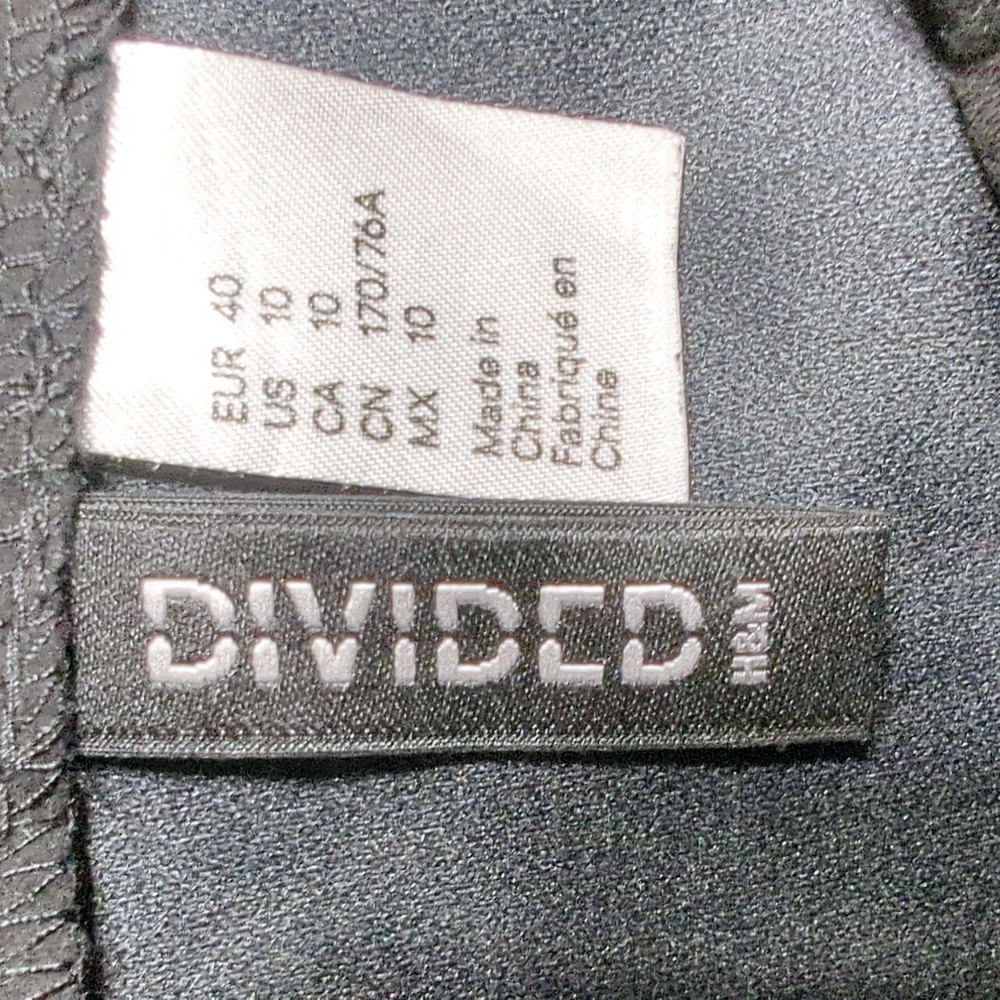 EUR 40
US 10
CA 10
CN 170/76A
MX 10
Made in
China
Fabriqué en
Chine
DIVIDED
H&M